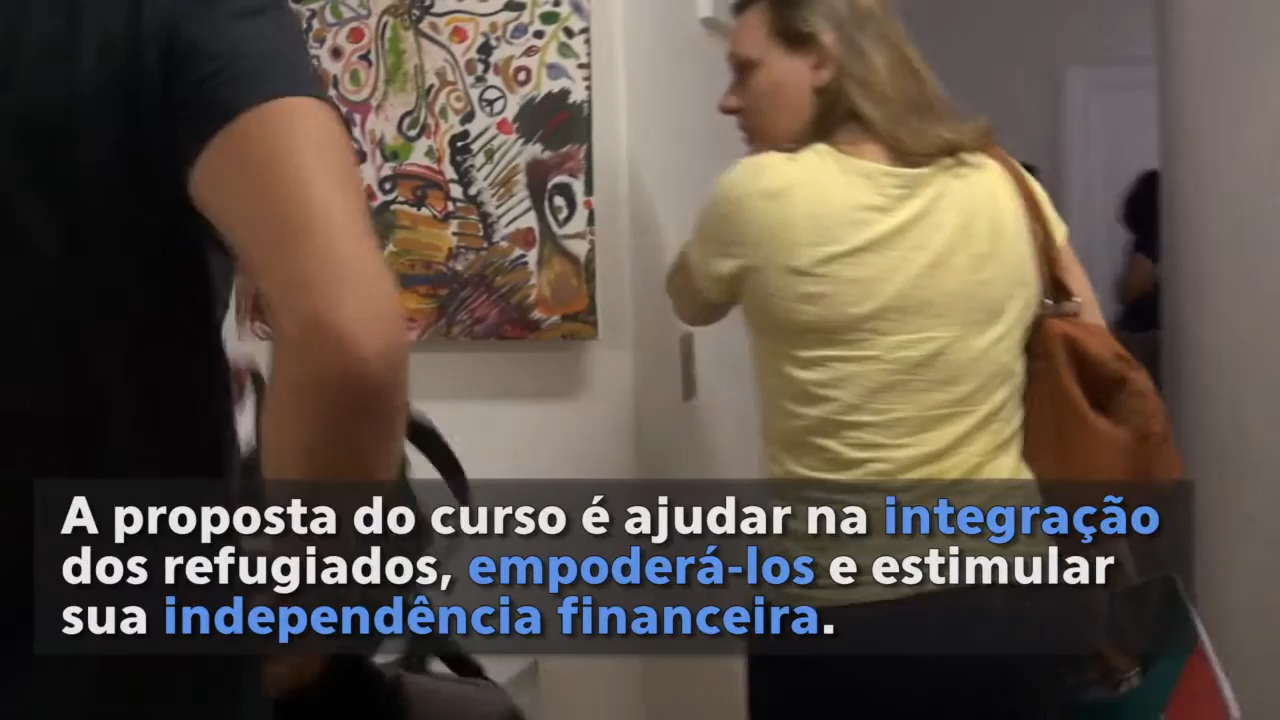 A proposta do curso é ajudar na integração
dos refugiados, empoderá-los e estimular
sua independência financeira.